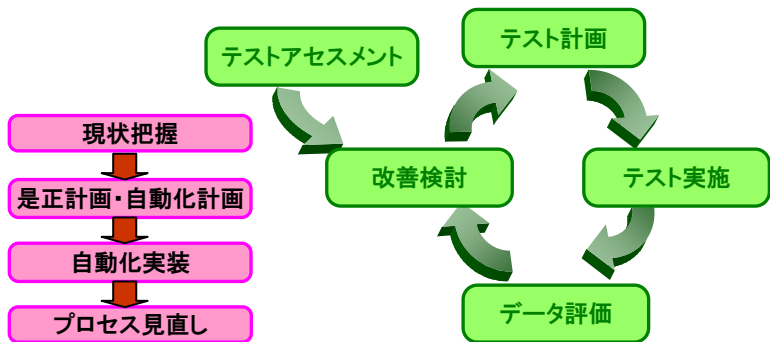 現状把握
是正計画・自動化計画
自動化実装
プロセス見直し
テストアセスメント
テスト計画
改善検討
テスト実施
データ評価